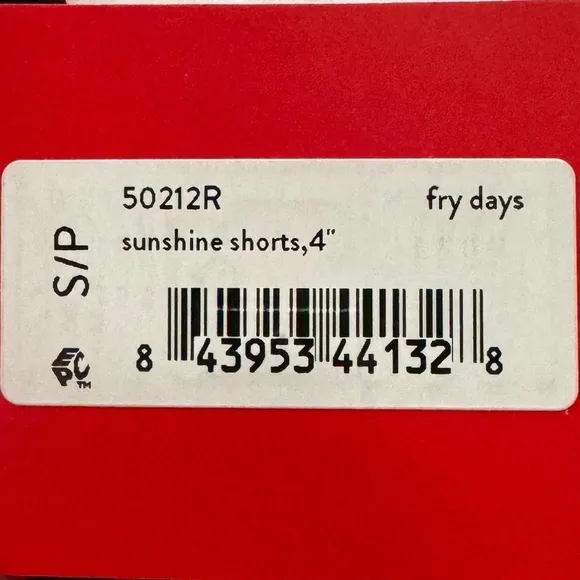 50212R fry days
sunshine shorts,4"
S/P
EPC™
8 43953 44132 8